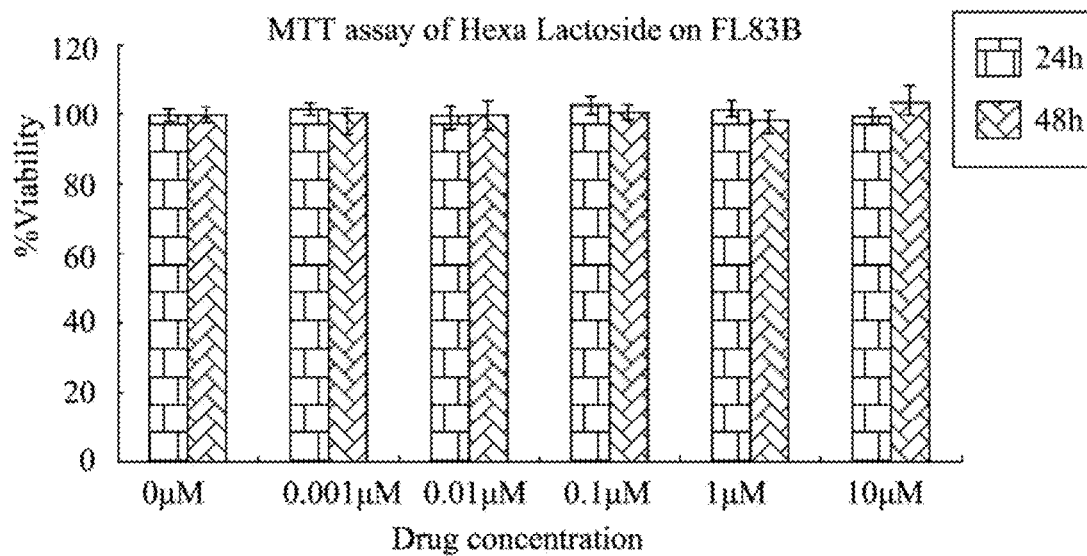 MTT assay of Hexa Lactoside on FL83B
24h
48h
%Viability
120
100
80
60
40
20
0
0μM 0.001μM 0.01μM 0.1μM 1μM 10μM
Drug concentration